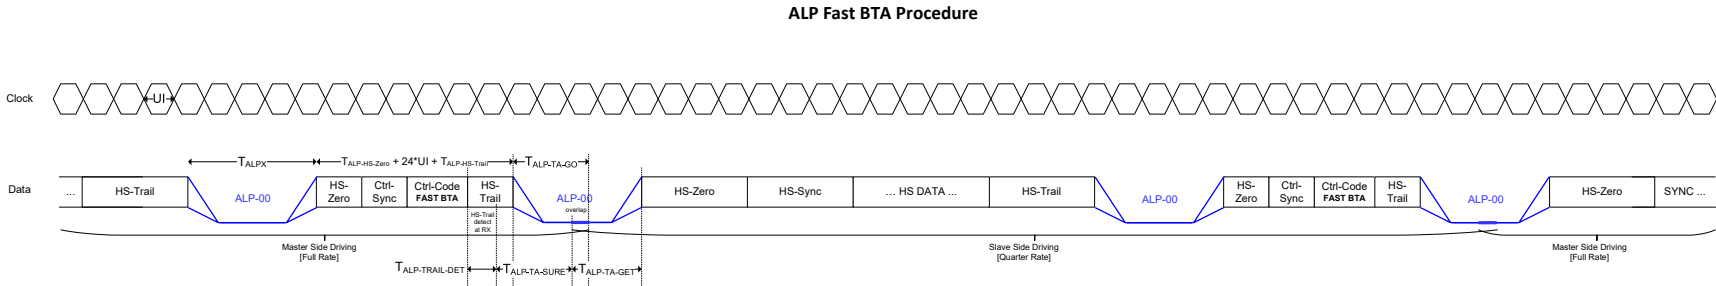 ALP Fast BTA Procedure
Clock
UI
TALPX
TALP-HS-Zero + 24*UI + TALP-HS-Trail
TALP-TA-GO
Data
...
HS-Trail
ALP-00
HS-
Zero
Ctrl-
Sync
Ctrl-Code
FAST BTA
HS-
Trail
ALP-00
overlap
HS-Zero
HS-Sync
... HS DATA ...
HS-Trail
ALP-00
HS-
Zero
Ctrl-
Sync
Ctrl-Code
FAST BTA
HS-
Trail
ALP-00
HS-Zero
SYNC ...
HS-Trail
detect
at RX
Master Side Driving
[Full Rate]
Slave Side Driving
[Quarter Rate]
Master Side Driving
[Full Rate]
TALP-TRAIL-DET
TALP-TA-SURE
TALP-TA-GET